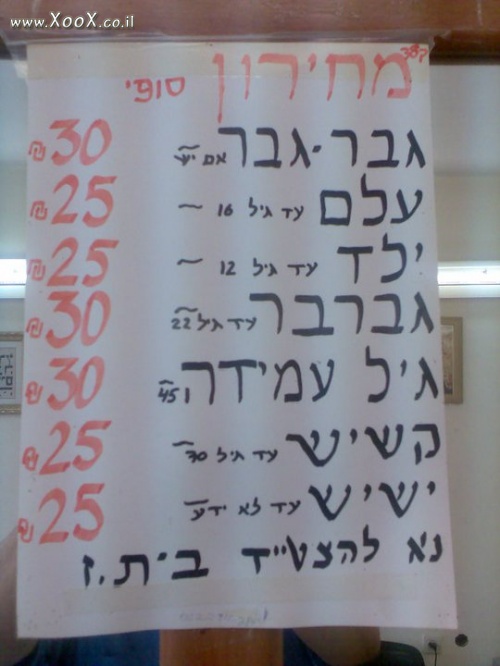 www.XooX.co.il
מחירון סופי
גבר-גבר אם יש 30 ₪
עלם עד גיל 16 ~ 25 ₪
ילד עד גיל 12 ~ 25 ₪
גברבר עד גיל 22 30 ₪
גיל עמידה 45 30 ₪
קשיש עד גיל 70 25 ₪
ישיש עד לא ידע 25 ₪
נא להצטייד ב-ת.ז